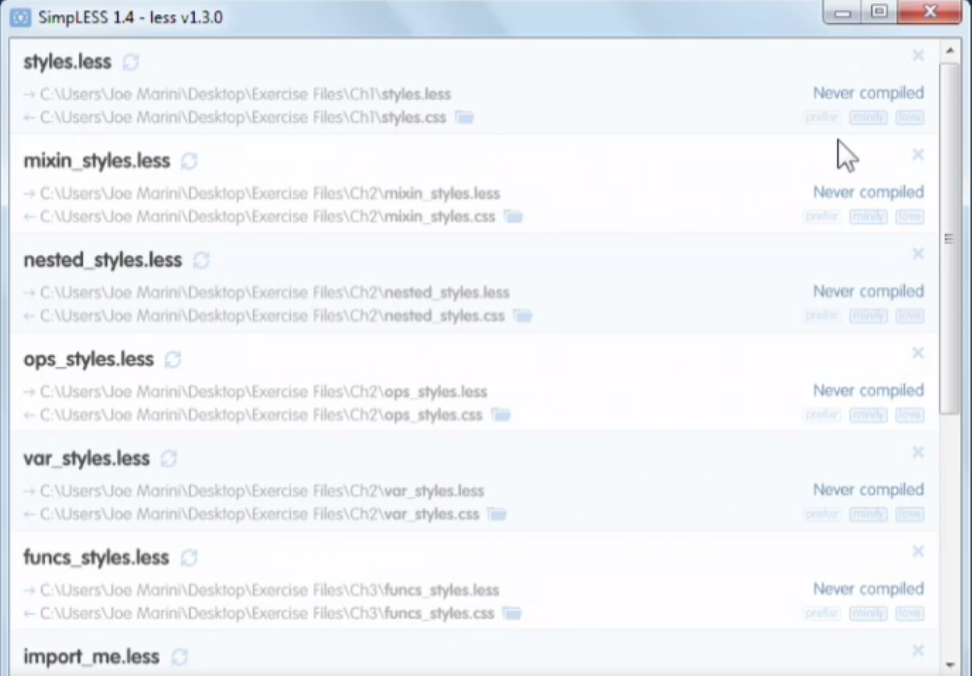 SimpLESS 1.4 - less v1.3.0
styles.less
→ C:\Users\Joe Marini\Desktop\Exercise Files\Ch1\styles.less Never compiled
← C:\Users\Joe Marini\Desktop\Exercise Files\Ch1\styles.css prefix minify love
mixin_styles.less
→ C:\Users\Joe Marini\Desktop\Exercise Files\Ch2\mixin_styles.less Never compiled
← C:\Users\Joe Marini\Desktop\Exercise Files\Ch2\mixin_styles.css prefix minify love
nested_styles.less
→ C:\Users\Joe Marini\Desktop\Exercise Files\Ch2\nested_styles.less Never compiled
← C:\Users\Joe Marini\Desktop\Exercise Files\Ch2\nested_styles.css prefix minify love
ops_styles.less
→ C:\Users\Joe Marini\Desktop\Exercise Files\Ch2\ops_styles.less Never compiled
← C:\Users\Joe Marini\Desktop\Exercise Files\Ch2\ops_styles.css prefix minify love
var_styles.less
→ C:\Users\Joe Marini\Desktop\Exercise Files\Ch2\var_styles.less Never compiled
← C:\Users\Joe Marini\Desktop\Exercise Files\Ch2\var_styles.css prefix minify love
funcs_styles.less
→ C:\Users\Joe Marini\Desktop\Exercise Files\Ch3\funcs_styles.less Never compiled
← C:\Users\Joe Marini\Desktop\Exercise Files\Ch3\funcs_styles.css prefix minify love
import_me.less